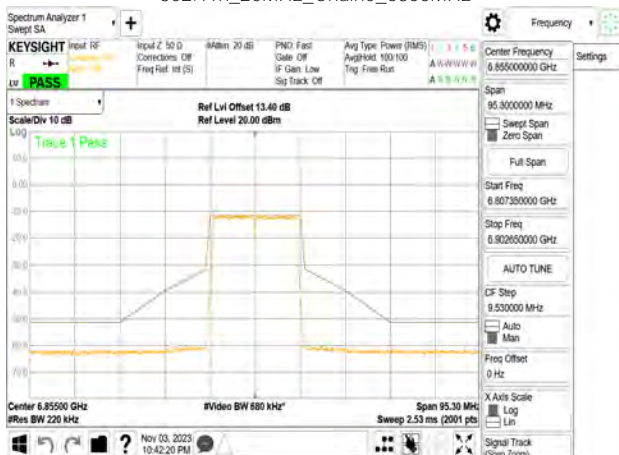 Spectrum Analyzer 1
Swept SA
+
Frequency
KEYSIGHT Input: RF
R
PASS
Input Z: 50 Ω
Corrections: Off
Freq Ref: Int (S)
#Atten: 20 dB
PNO: Fast
Gate: Off
IF Gain: Low
Sig Track: Off
Avg Type: Power (RMS)
Avg|Hold: 100/100
Trig: Free Run
Center Frequency
6.855000000 GHz
Settings
Span
95.3000000 MHz
Swept Span
Zero Span
Full Span
Start Freq
6.807350000 GHz
Stop Freq
6.902650000 GHz
AUTO TUNE
CF Step
9.530000 MHz
Auto
Man
Freq Offset
0 Hz
X Axis Scale
Log
Lin
Signal Track
(Span Zoom)
1 Spectrum
Scale/Div 10 dB
Log
Ref Lvl Offset 13.40 dB
Ref Level 20.00 dBm
Trace 1 Pass
Center 6.85500 GHz
#Res BW 220 kHz
#Video BW 680 kHz*
Span 95.30 MHz
Sweep 2.53 ms (2001 pts)
?
Nov 03, 2023
10:42:20 PM